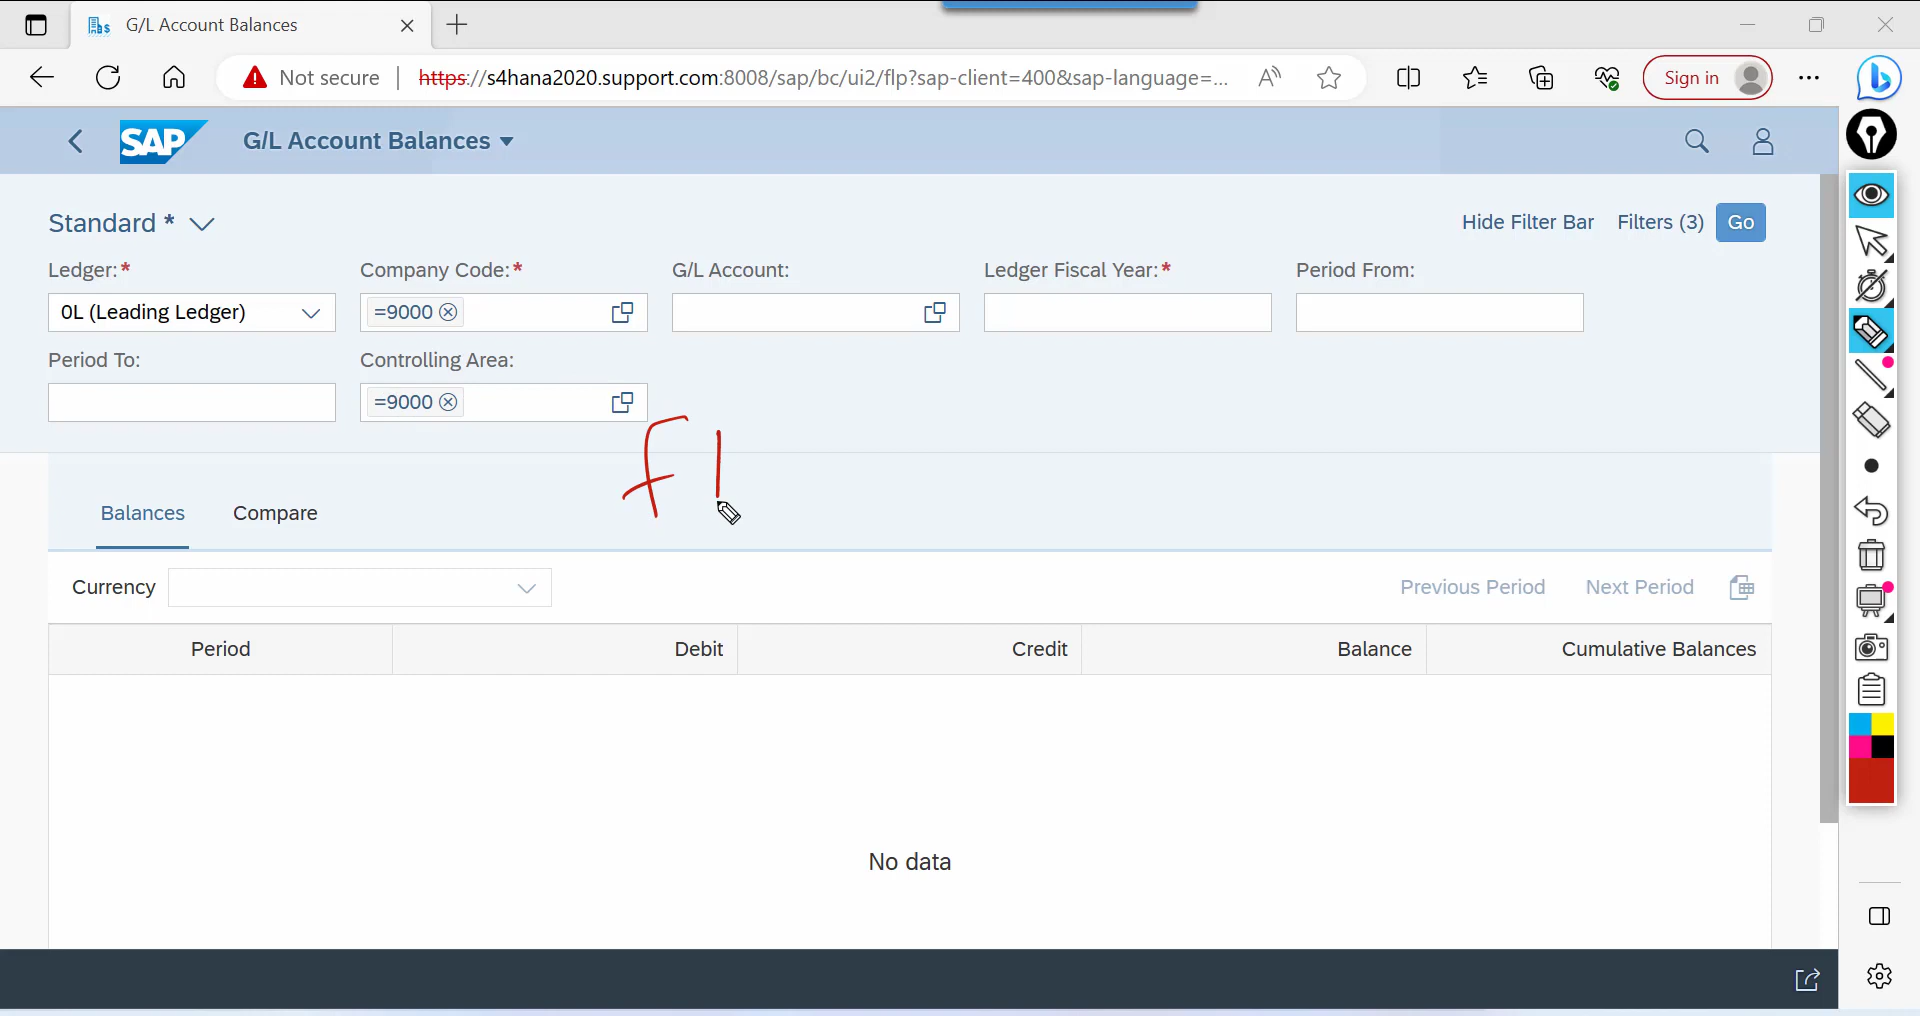 G/L Account Balances
Not secure https://s4hana2020.support.com:8008/sap/bc/ui2/flp?sap-client=400&sap-language=...
Sign in
SAP G/L Account Balances
Standard *
Hide Filter Bar Filters (3) Go
Ledger:* Company Code:* G/L Account: Ledger Fiscal Year:* Period From:
0L (Leading Ledger) =9000
Period To: Controlling Area:
=9000
FI
Balances Compare
Currency Previous Period Next Period
Period Debit Credit Balance Cumulative Balances
No data